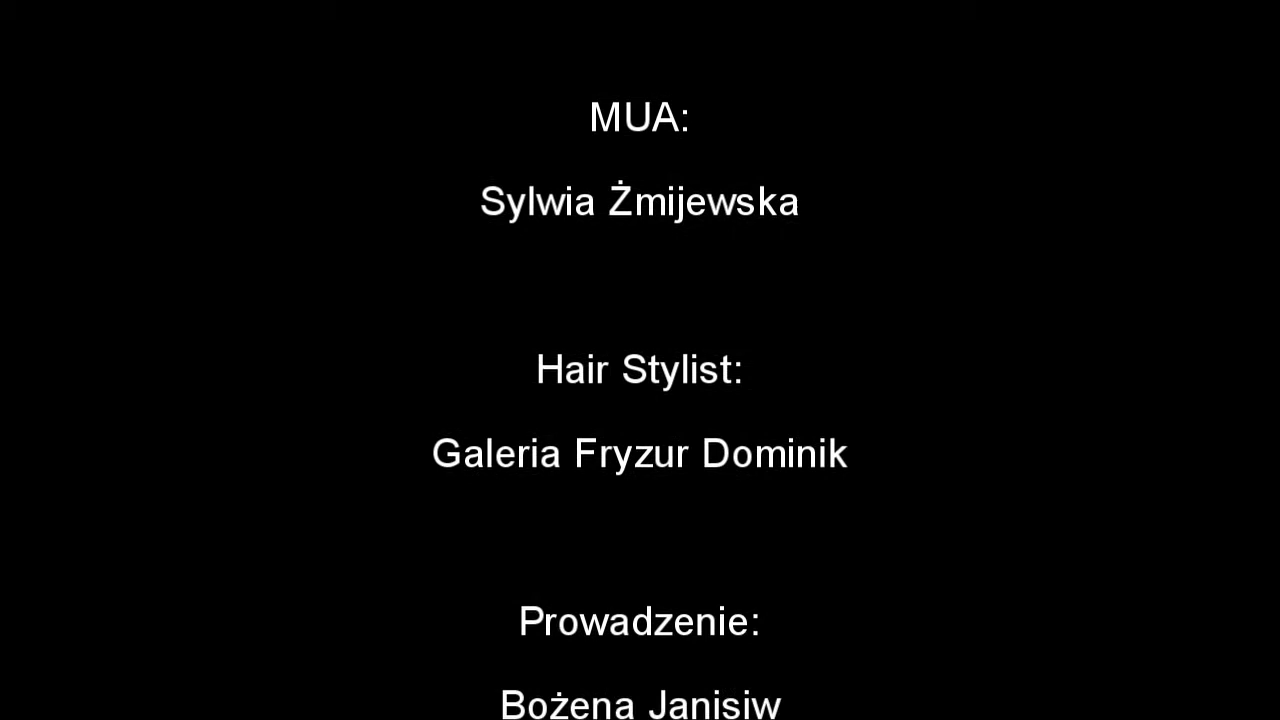 MUA:
Sylwia Żmijewska
Hair Stylist:
Galeria Fryzur Dominik
Prowadzenie:
Bożena Janisiw